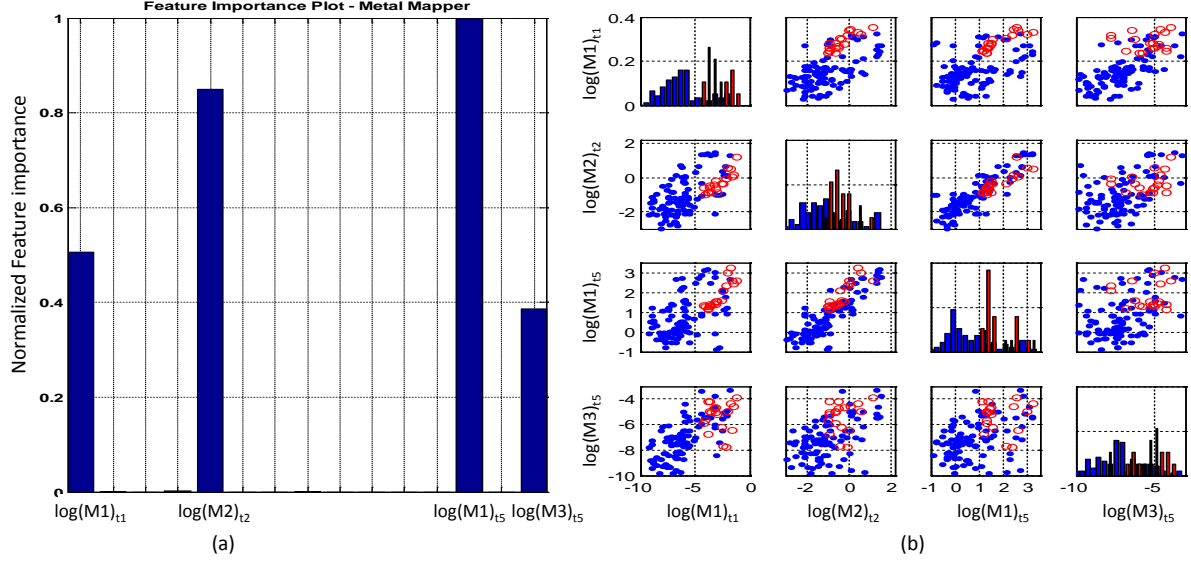 Feature Importance Plot - Metal Mapper
Normalized Feature importance
1
0.8
0.6
0.4
0.2
0
log(M1)t1
log(M2)t2
log(M1)t5
log(M3)t5
(a)
log(M1)t1
0.4
0.2
0
log(M2)t2
2
0
-2
log(M1)t5
3
2
1
0
-1
log(M3)t5
-4
-6
-8
-10
-10 -5 0
-2 0 2
-1 0 1 2 3
-10 -5
log(M1)t1
log(M2)t2
log(M1)t5
log(M3)t5
(b)